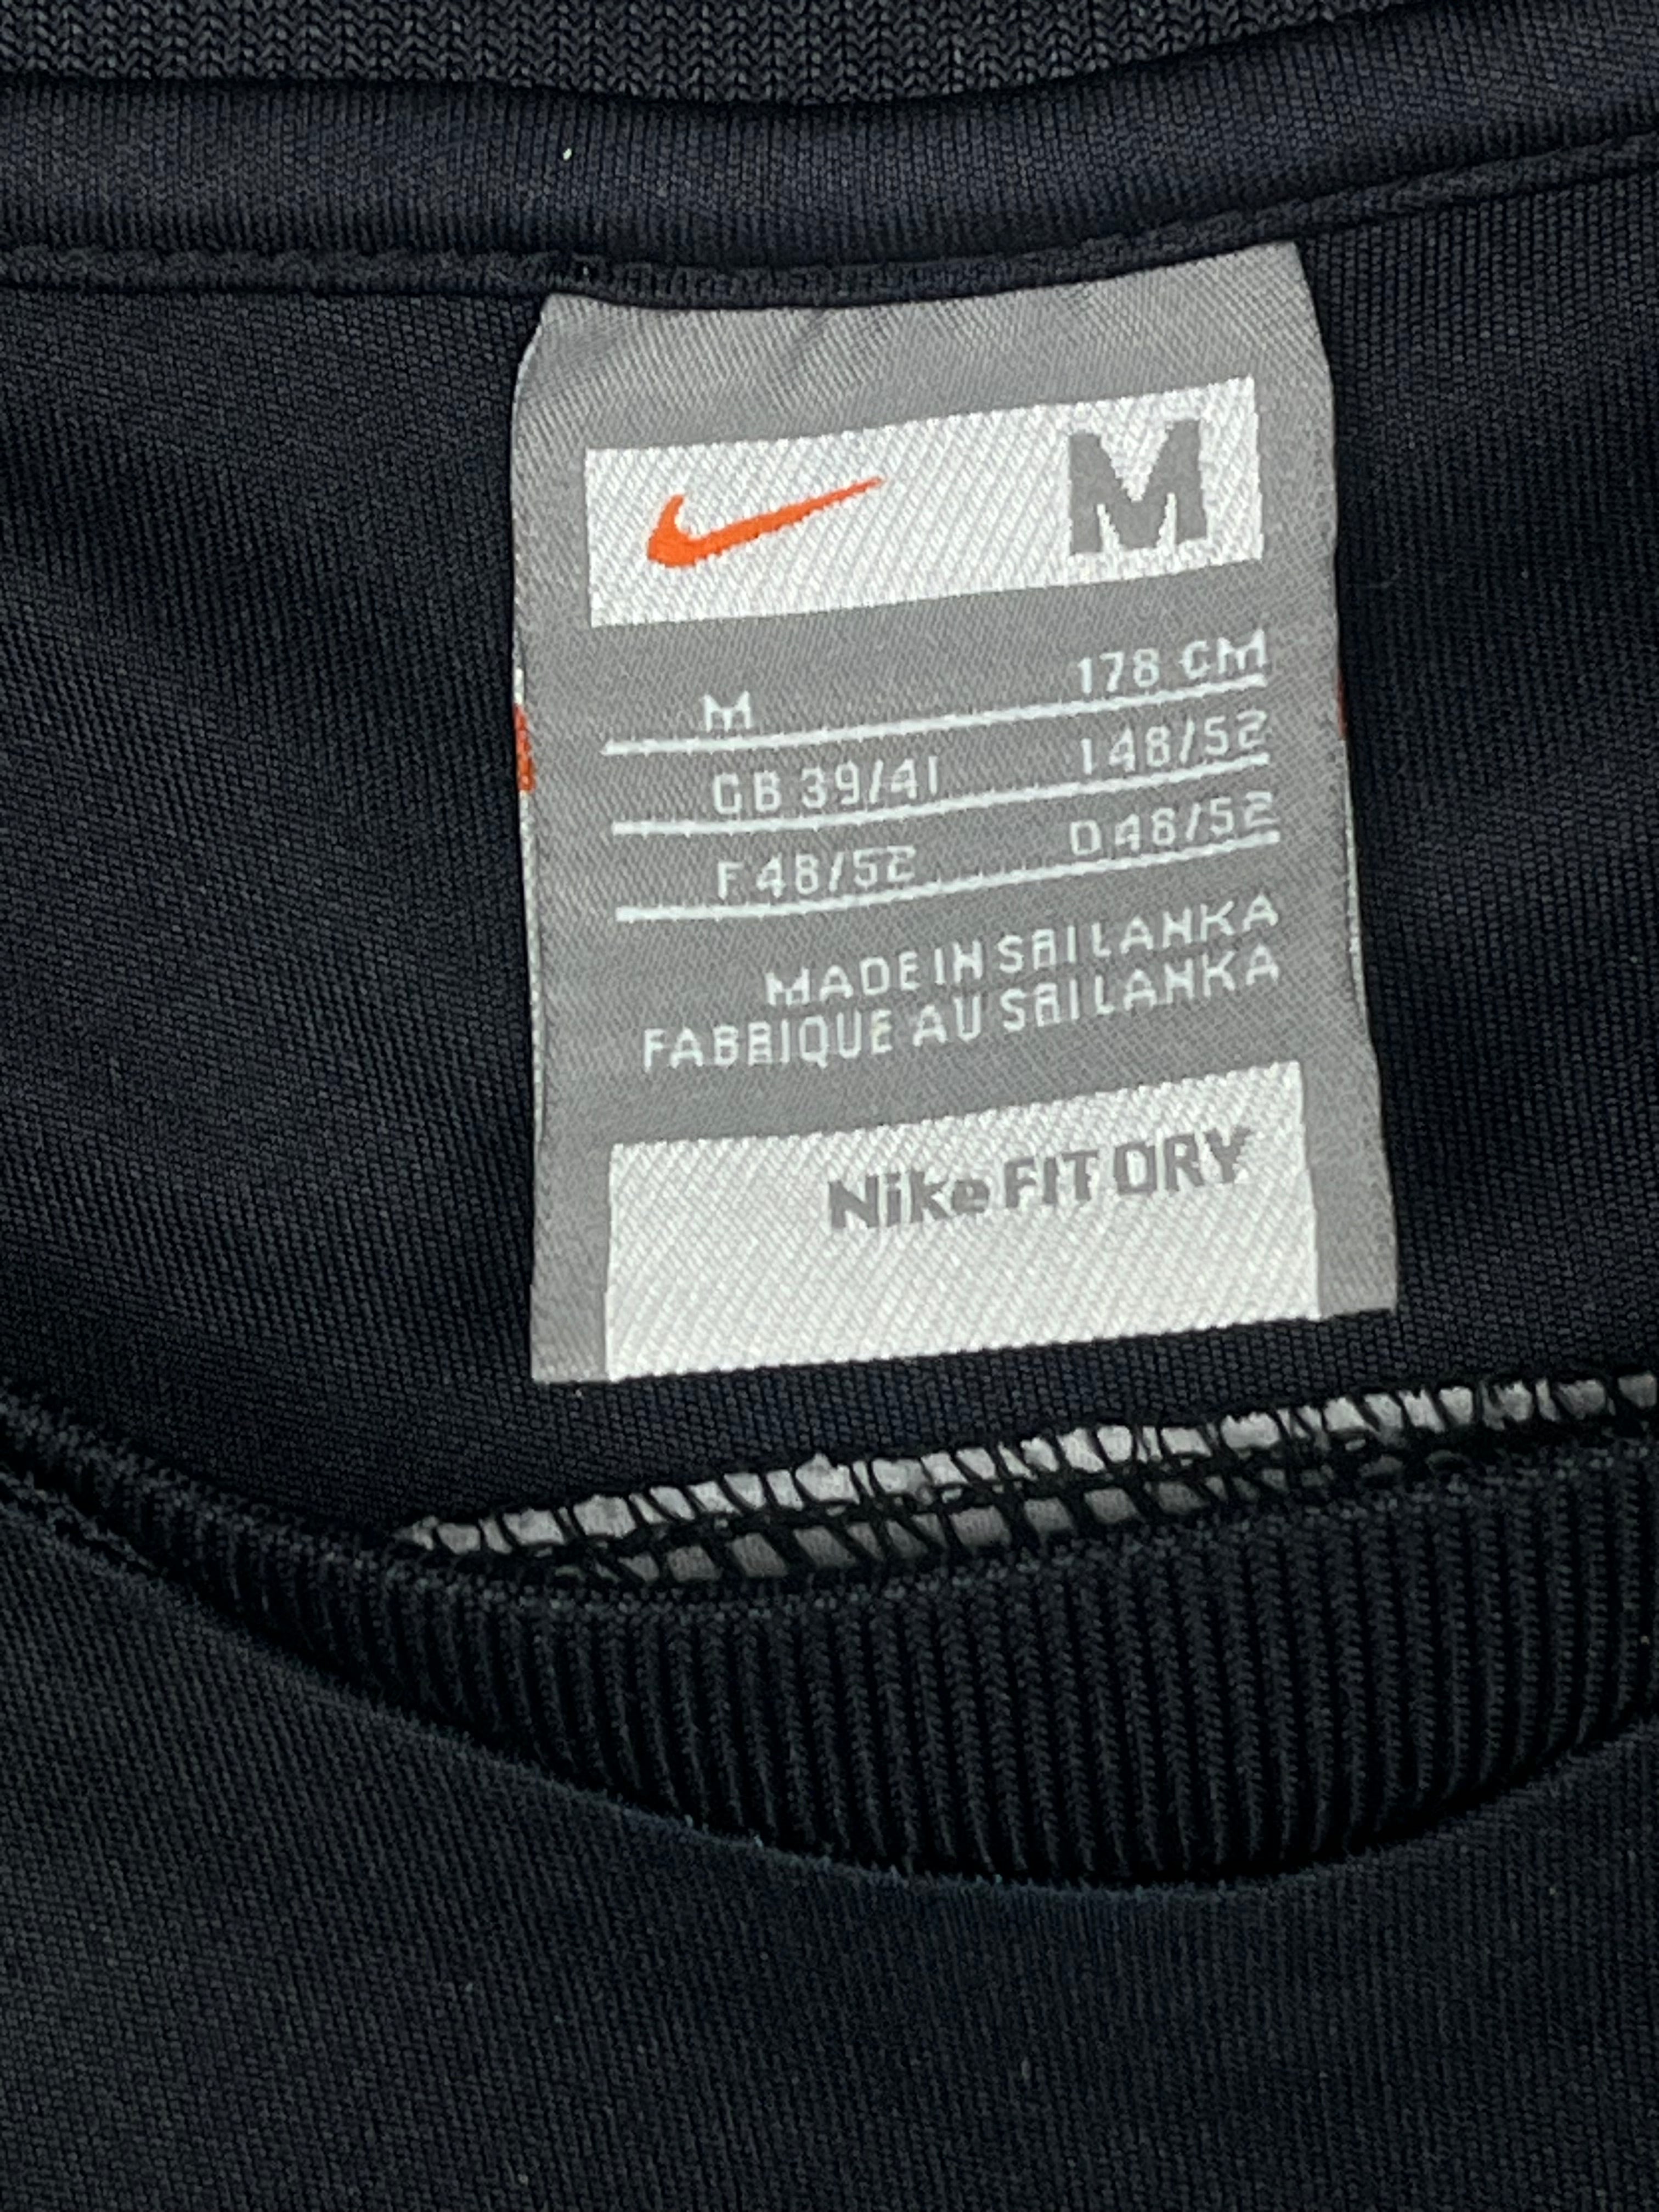 M
M 178 CM
GB 39/41 I 48/52
F 48/52 D 48/52
MADE IN SRI LANKA
FABRIQUE AU SRI LANKA
Nike FIT DRY